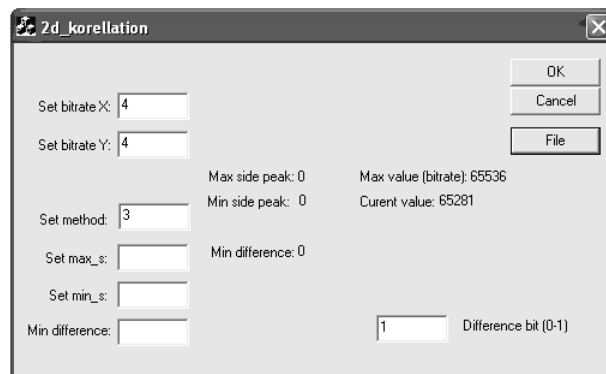 2d_korellation
OK
Set bitrate X: 4
Cancel
Set bitrate Y: 4
File
Max side peak: 0 Max value (bitrate): 65536
Min side peak: 0 Curent value: 65281
Set method: 3
Set max_s: Min difference: 0
Set min_s:
Min difference: 1 Difference bit (0-1)